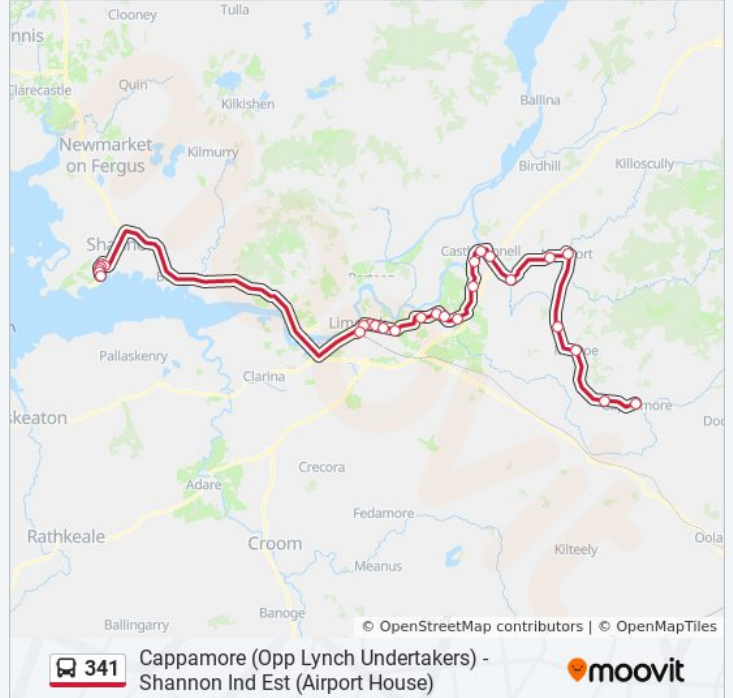 Clooney
Tulla
nnis
Clarecastle
Quin
Kilkishen
Ballina
Newmarket
on Fergus
Kilmurry
Birdhill
Killoscully
Pallaskenry
Clarina
skeaton
Doo
Crecora
Adare
Fedamore
Rathkeale
Croom
Kilteely
Oola
Meanus
Banoge
Ballingarry
© OpenStreetMap contributors | © OpenMapTiles
341
Cappamore (Opp Lynch Undertakers) -
Shannon Ind Est (Airport House)
moovit